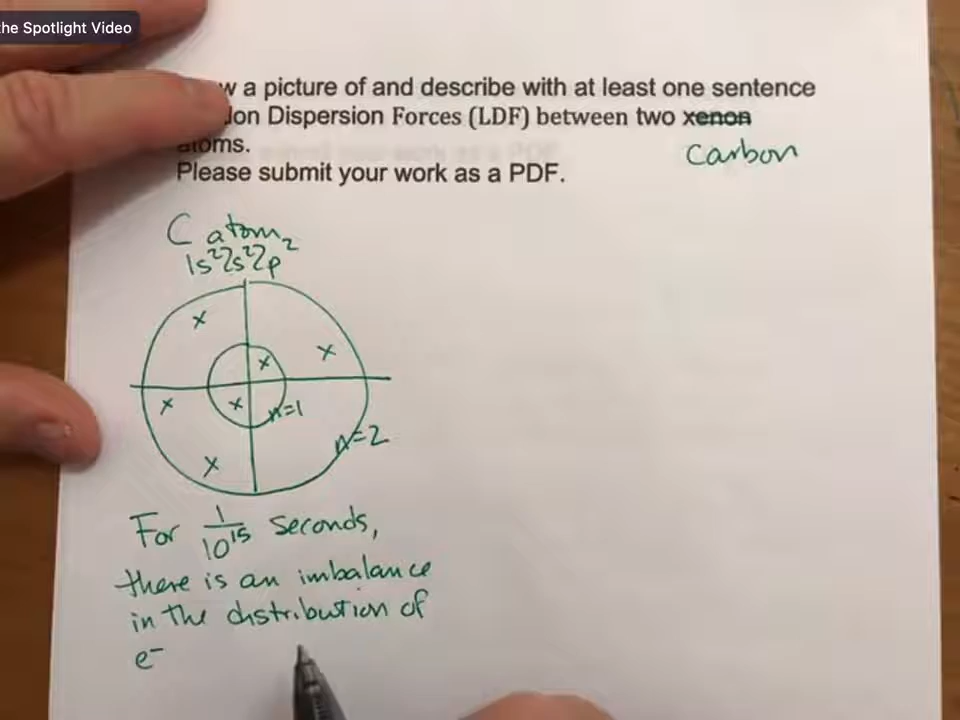 the Spotlight Video
a picture of and describe with at least one sentence
Dispersion Forces (LDF) between two xenon
carbon
atoms.
Please submit your work as a PDF.
C atom
1s²2s²2p²
x
x
x
x
x
n=1
n=2
x
For 1/10¹⁵ seconds,
there is an imbalance
in the distribution of
e⁻